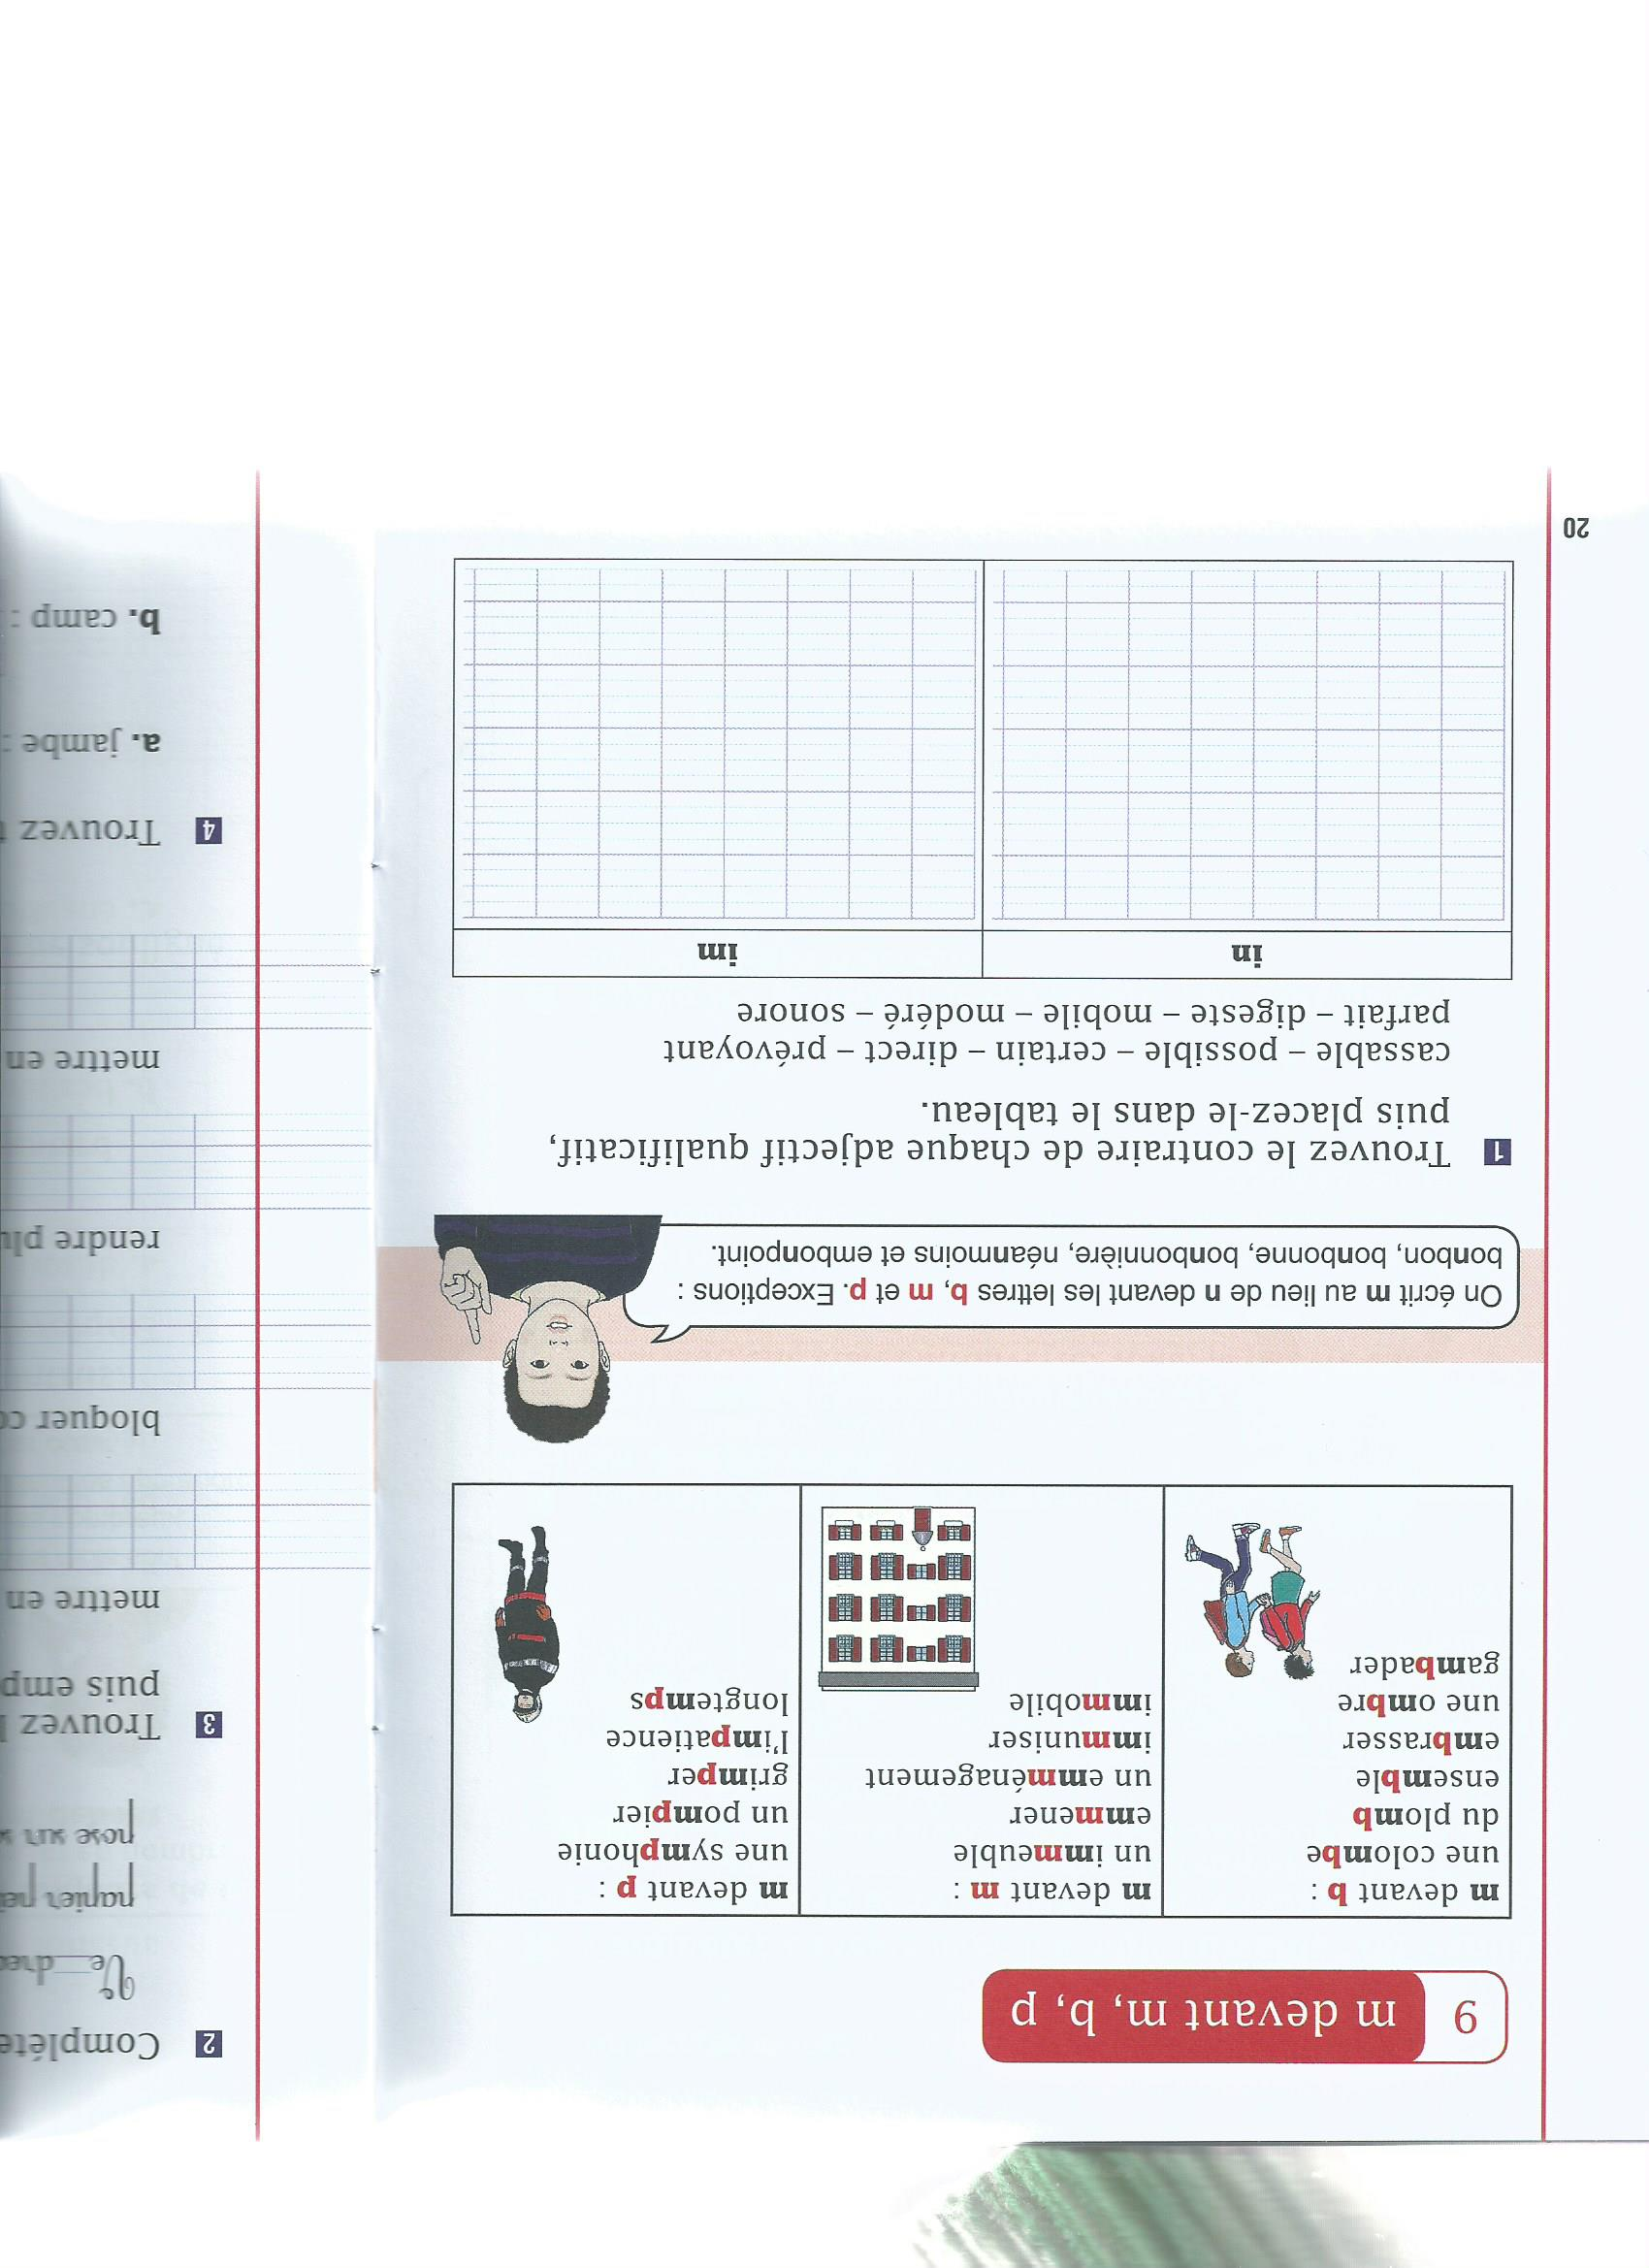 9 m devant m, b, p
m devant b :
une colombe
du plomb
ensemble
embrasser
une ombre
gambader
m devant m :
un immeuble
emmener
un emménagement
immuniser
immobile
m devant p :
une symphonie
un pompier
grimper
l'impatience
longtemps
On écrit m au lieu de n devant les lettres b, m et p. Exceptions :
bonbon, bonbonne, bonbonnière, néanmoins et embonpoint.
1 Trouvez le contraire de chaque adjectif qualificatif,
puis placez-le dans le tableau.
cassable – possible – certain – direct – prévoyant
parfait – digeste – mobile – modéré – sonore
in
im
20
2 Complète
Ve__dre
papier
pose sur
3 Trouvez
puis emp
mettre en
bloquer
rendre
mettre en
4 Trouvez
a. jambe :
b. camp :